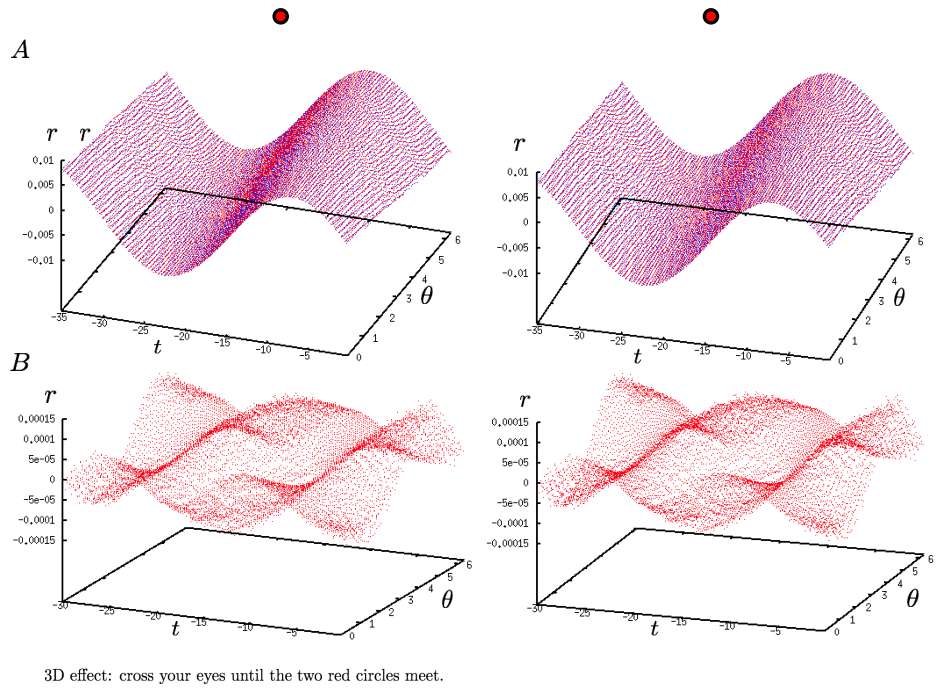 A
r r r
0.01 0.01
0.005 0.005
0 0
-0.005 -0.005
-0.01 -0.01
6 6
5 5
4 4
3 3
2 2
1 1
0 0
θ θ
-35 -30 -25 -20 -15 -10 -5
-35 -30 -25 -20 -15 -10 -5
t t
B
r r
0.00015 0.00015
0.0001 0.0001
5e-05 5e-05
0 0
-5e-05 -5e-05
-0.0001 -0.0001
-0.00015 -0.00015
6 6
5 5
4 4
3 3
2 2
1 1
0 0
θ θ
-30 -25 -20 -15 -10 -5
-30 -25 -20 -15 -10 -5
t t
3D effect: cross your eyes until the two red circles meet.